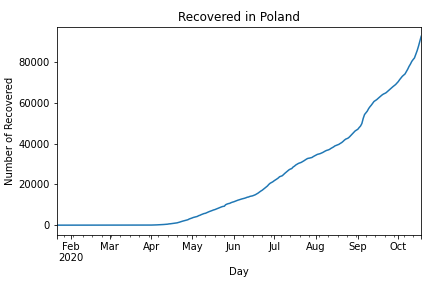 Recovered in Poland
Number of Recovered
80000
60000
40000
20000
0
Feb Mar Apr May Jun Jul Aug Sep Oct
2020
Day